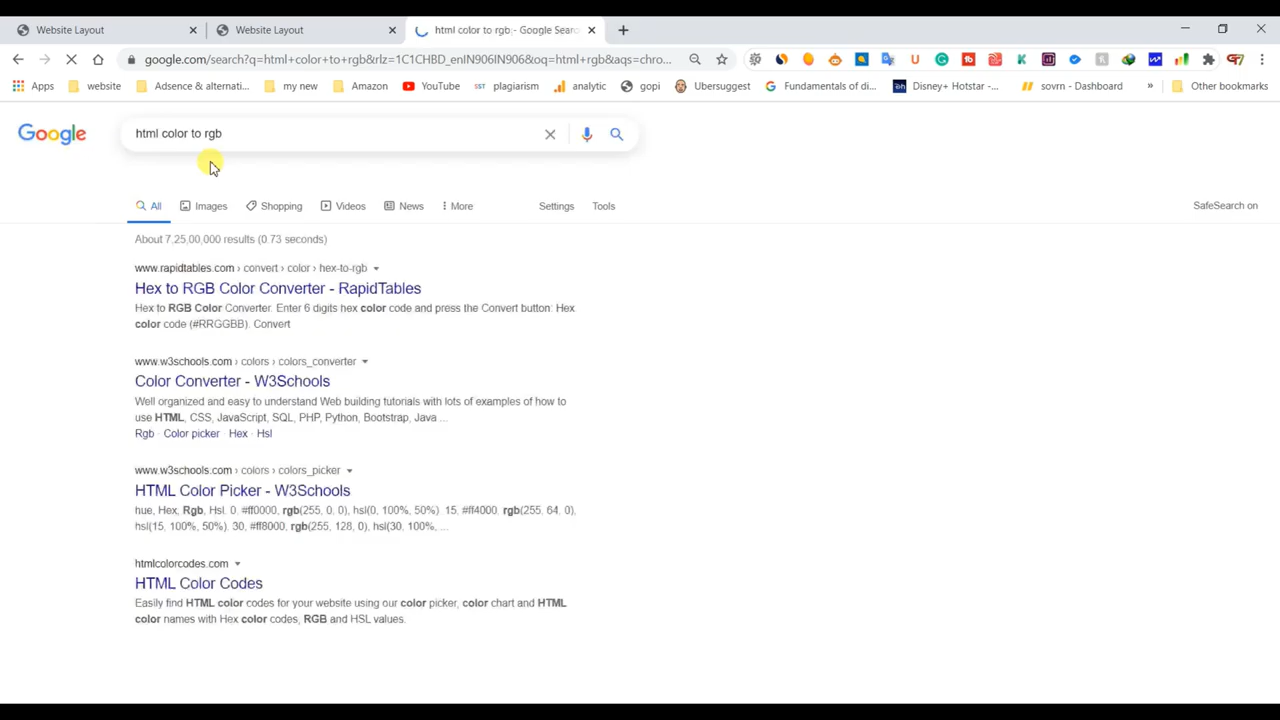 Website Layout
Website Layout
html color to rgb - Google Searc
google.com/search?q=html+color+to+rgb&rlz=1C1CHBD_enIN906IN906&oq=html+rgb&aqs=chro...
Apps
website
Adsence & alternati...
my new
Amazon
YouTube
SST plagiarism
analytic
gopi
Ubersuggest
Fundamentals of di...
Disney+ Hotstar - ...
sovrn - Dashboard
»
Other bookmarks
Google
html color to rgb
All
Images
Shopping
Videos
News
More
Settings
Tools
SafeSearch on
About 7,25,00,000 results (0.73 seconds)
www.rapidtables.com › convert › color › hex-to-rgb
Hex to RGB Color Converter - RapidTables
Hex to RGB Color Converter. Enter 6 digits hex color code and press the Convert button: Hex
color code (#RRGGBB). Convert
www.w3schools.com › colors › colors_converter
Color Converter - W3Schools
Well organized and easy to understand Web building tutorials with lots of examples of how to
use HTML, CSS, JavaScript, SQL, PHP, Python, Bootstrap, Java ...
Rgb · Color picker · Hex · Hsl
www.w3schools.com › colors › colors_picker
HTML Color Picker - W3Schools
hue, Hex, Rgb, Hsl. 0. #ff0000, rgb(255, 0, 0), hsl(0, 100%, 50%). 15, #ff4000, rgb(255, 64, 0),
hsl(15, 100%, 50%). 30, #ff8000, rgb(255, 128, 0), hsl(30, 100%, ...
htmlcolorcodes.com
HTML Color Codes
Easily find HTML color codes for your website using our color picker, color chart and HTML
color names with Hex color codes, RGB and HSL values.